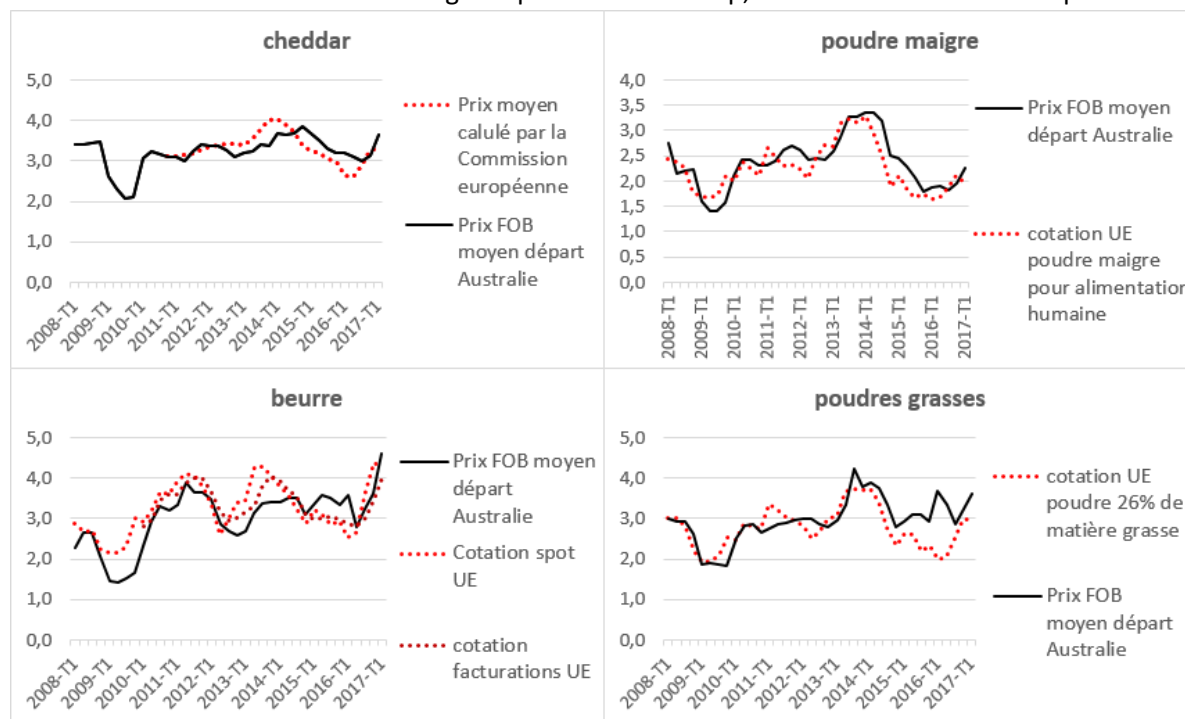 cheddar
5,0
4,0
3,0
2,0
1,0
0,0
2008-T1
2009-T1
2010-T1
2011-T1
2012-T1
2013-T1
2014-T1
2015-T1
2016-T1
2017-T1
Prix moyen
calulé par la
Commission
européenne
Prix FOB
moyen départ
Australie
poudre maigre
4,0
3,5
3,0
2,5
2,0
1,5
1,0
0,5
0,0
2008-T1
2009-T1
2010-T1
2011-T1
2012-T1
2013-T1
2014-T1
2015-T1
2016-T1
2017-T1
Prix FOB moyen
départ Australie
cotation UE
poudre maigre
pour alimentation
humaine
beurre
5,0
4,0
3,0
2,0
1,0
0,0
2008-T1
2009-T1
2010-T1
2011-T1
2012-T1
2013-T1
2014-T1
2015-T1
2016-T1
2017-T1
Prix FOB moyen
départ
Australie
Cotation spot
UE
cotation
facturations UE
poudres grasses
5,0
4,0
3,0
2,0
1,0
0,0
2008-T1
2009-T1
2010-T1
2011-T1
2012-T1
2013-T1
2014-T1
2015-T1
2016-T1
2017-T1
cotation UE
poudre 26% de
matière grasse
Prix FOB
moyen départ
Australie